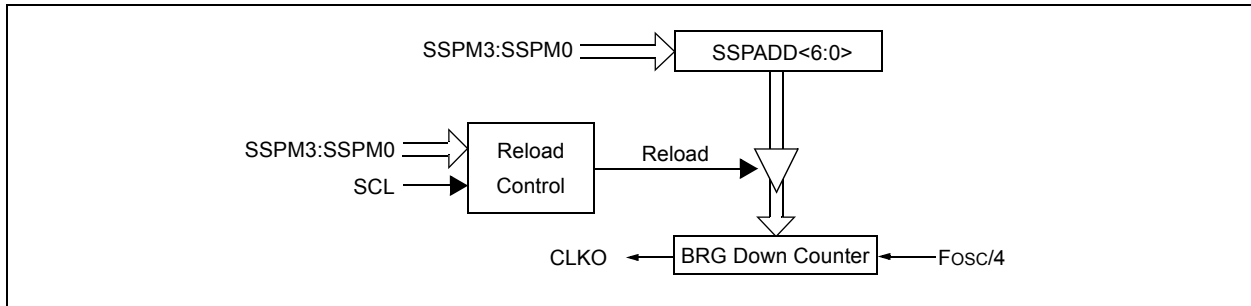 SSPM3:SSPM0
SSPADD<6:0>
SSPM3:SSPM0
SCL
Reload
Control
Reload
CLKO
BRG Down Counter
FOSC/4